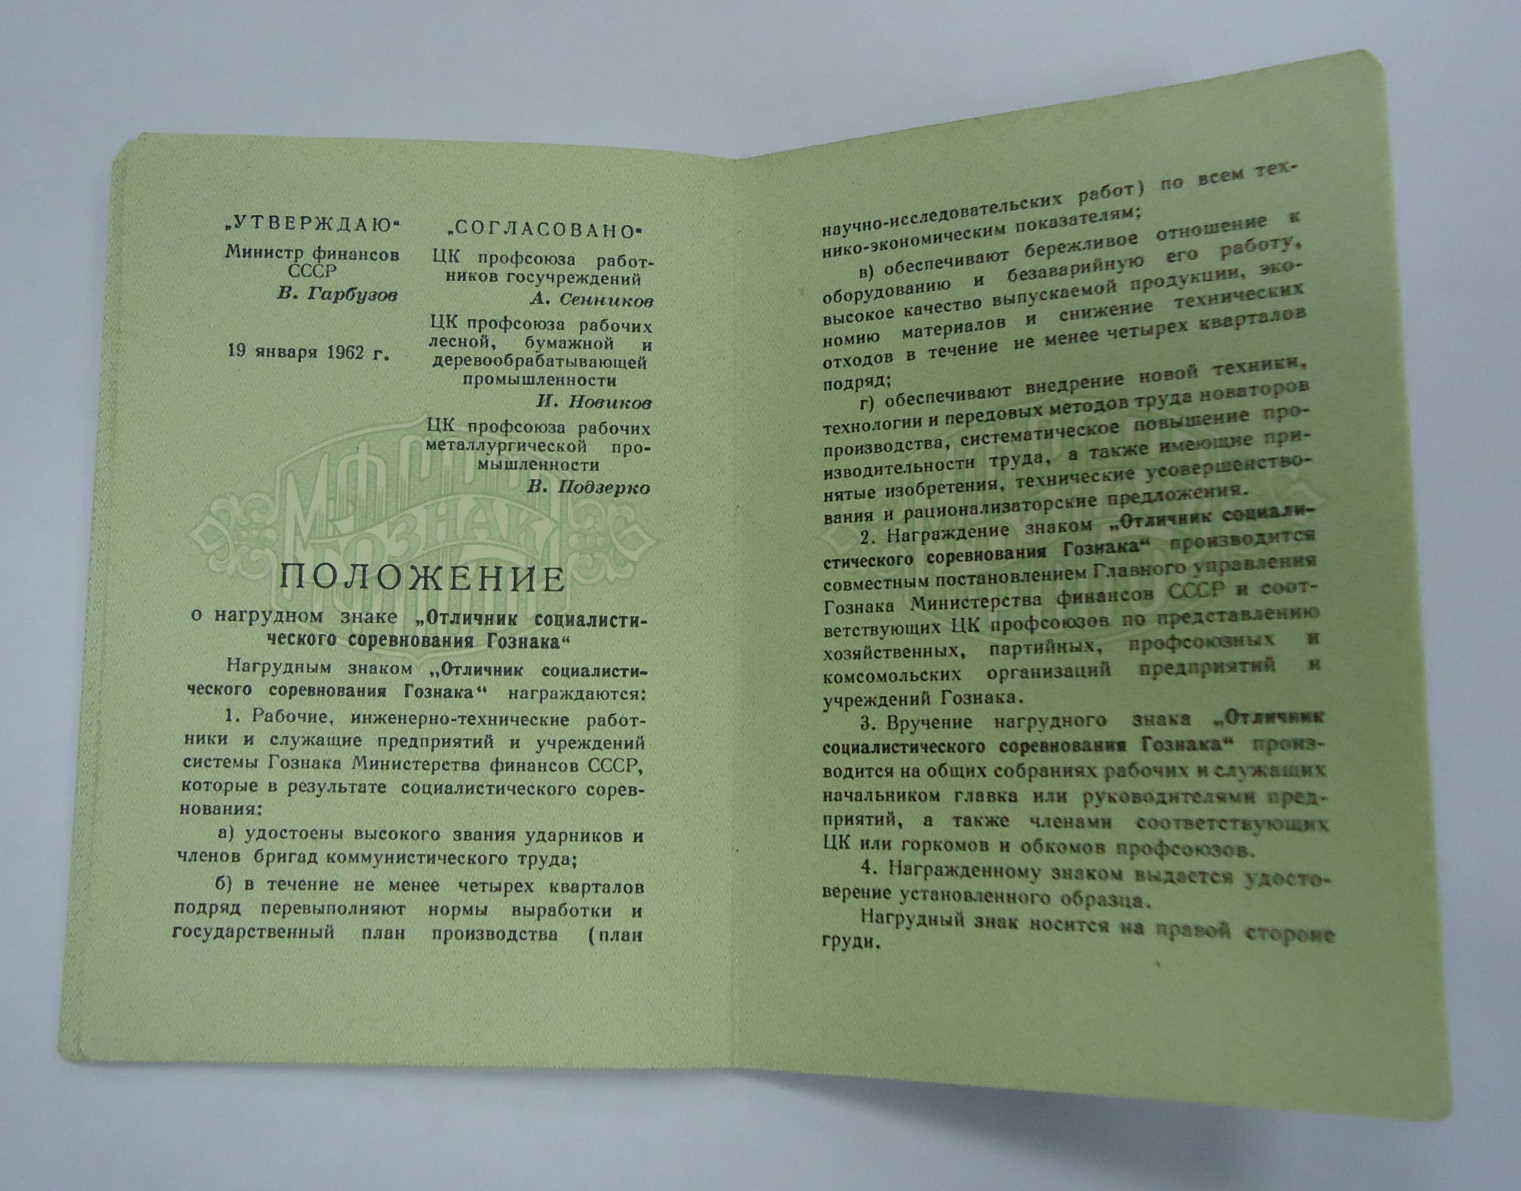 „УТВЕРЖДАЮ“
Министр финансов
СССР
В. Гарбузов
19 января 1962 г.
„СОГЛАСОВАНО“
ЦК профсоюза работ-
ников госучреждений
А. Сенников
ЦК профсоюза рабочих
лесной, бумажной и
деревообрабатывающей
промышленности
И. Новиков
ЦК профсоюза рабочих
металлургической про-
мышленности
В. Подзерко
МФ
ГОЗНАК
ПОЛОЖЕНИЕ
о нагрудном знаке „Отличник социалисти-
ческого соревнования Гознака“
Нагрудным знаком „Отличник социалисти-
ческого соревнования Гознака“ награждаются:
1. Рабочие, инженерно-технические работ-
ники и служащие предприятий и учреждений
системы Гознака Министерства финансов СССР,
которые в результате социалистического сорев-
нования:
а) удостоены высокого звания ударников и
членов бригад коммунистического труда;
б) в течение не менее четырех кварталов
подряд перевыполняют нормы выработки и
государственный план производства (план
научно-исследовательских работ) по всем тех-
нико-экономическим показателям;
в) обеспечивают бережливое отношение к
оборудованию и безаварийную его работу,
высокое качество выпускаемой продукции, эко-
номию материалов и снижение технических
отходов в течение не менее четырех кварталов
подряд;
г) обеспечивают внедрение новой техники,
технологии и передовых методов труда новаторов
производства, систематическое повышение про-
изводительности труда, а также имеющие при-
нятые изобретения, технические усовершенство-
вания и рационализаторские предложения.
2. Награждение знаком „Отличник социали-
стического соревнования Гознака“ производится
совместным постановлением Главного управления
Гознака Министерства финансов СССР и соот-
ветствующих ЦК профсоюзов по представлению
хозяйственных, партийных, профсоюзных и
комсомольских организаций предприятий и
учреждений Гознака.
3. Вручение нагрудного знака „Отличник
социалистического соревнования Гознака“ произ-
водится на общих собраниях рабочих и служащих
начальником главка или руководителями пред-
приятий, а также членами соответствующих
ЦК или горкомов и обкомов профсоюзов.
4. Награжденному знаком выдается удосто-
верение установленного образца.
Нагрудный знак носится на правой стороне
груди.